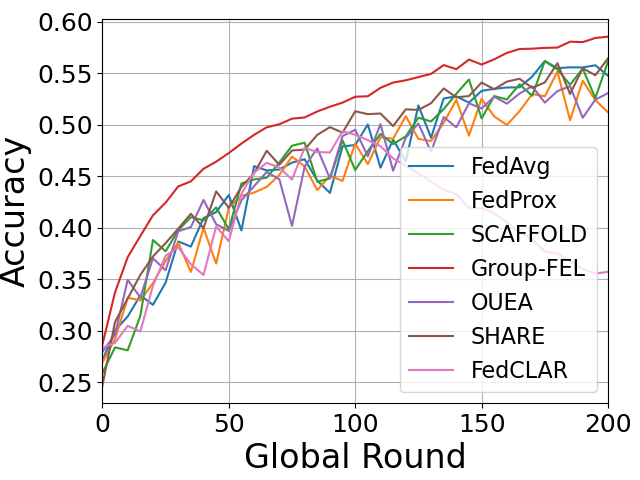 Accuracy
0.60
0.55
0.50
0.45
0.40
0.35
0.30
0.25
0
50
100
150
200
Global Round
FedAvg
FedProx
SCAFFOLD
Group-FEL
OUEA
SHARE
FedCLAR